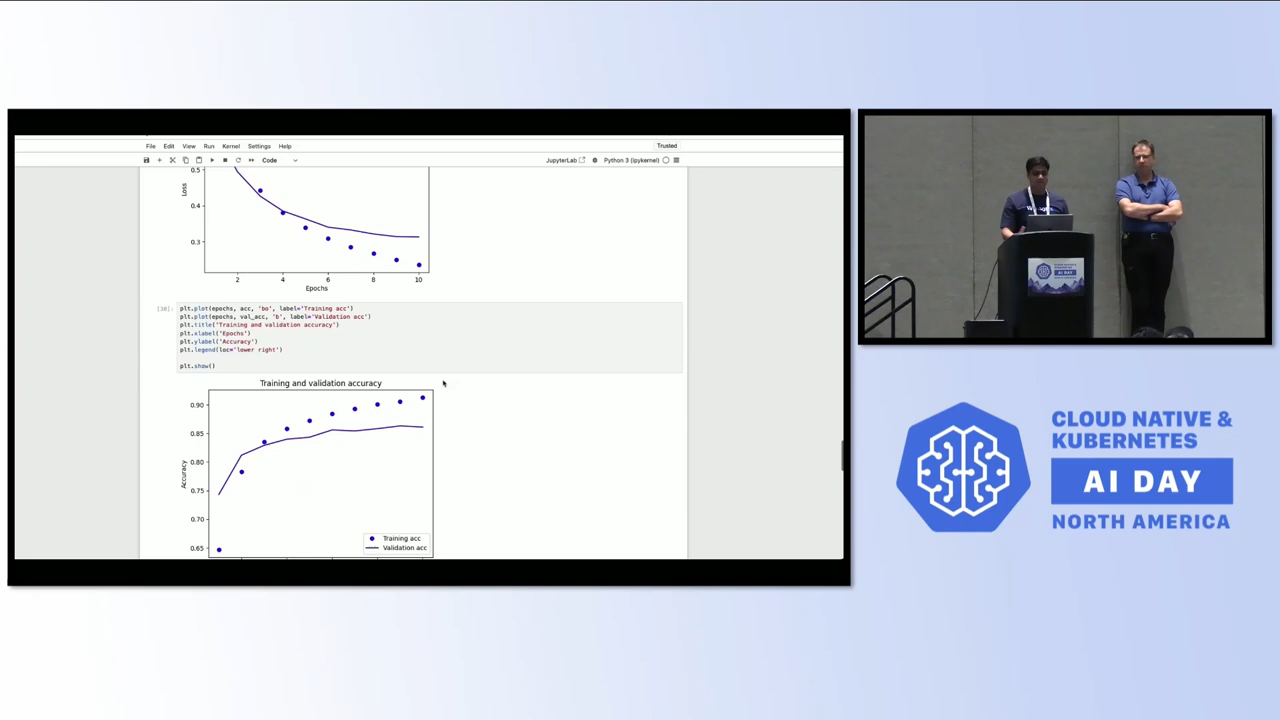 File Edit View Run Kernel Settings Help
Trusted
Code
JupyterLab
Python 3 (ipykernel)
0.5
0.4
0.3
Loss
2 4 6 8 10
Epochs
[30]:
plt.plot(epochs, acc, 'bo', label='Training acc')
plt.plot(epochs, val_acc, 'b', label='Validation acc')
plt.title('Training and validation accuracy')
plt.xlabel('Epochs')
plt.ylabel('Accuracy')
plt.legend(loc='lower right')
plt.show()
Training and validation accuracy
0.90
0.85
0.80
0.75
0.70
0.65
Accuracy
Training acc
Validation acc
AI DAY
CLOUD NATIVE &
KUBERNETES
AI DAY
NORTH AMERICA